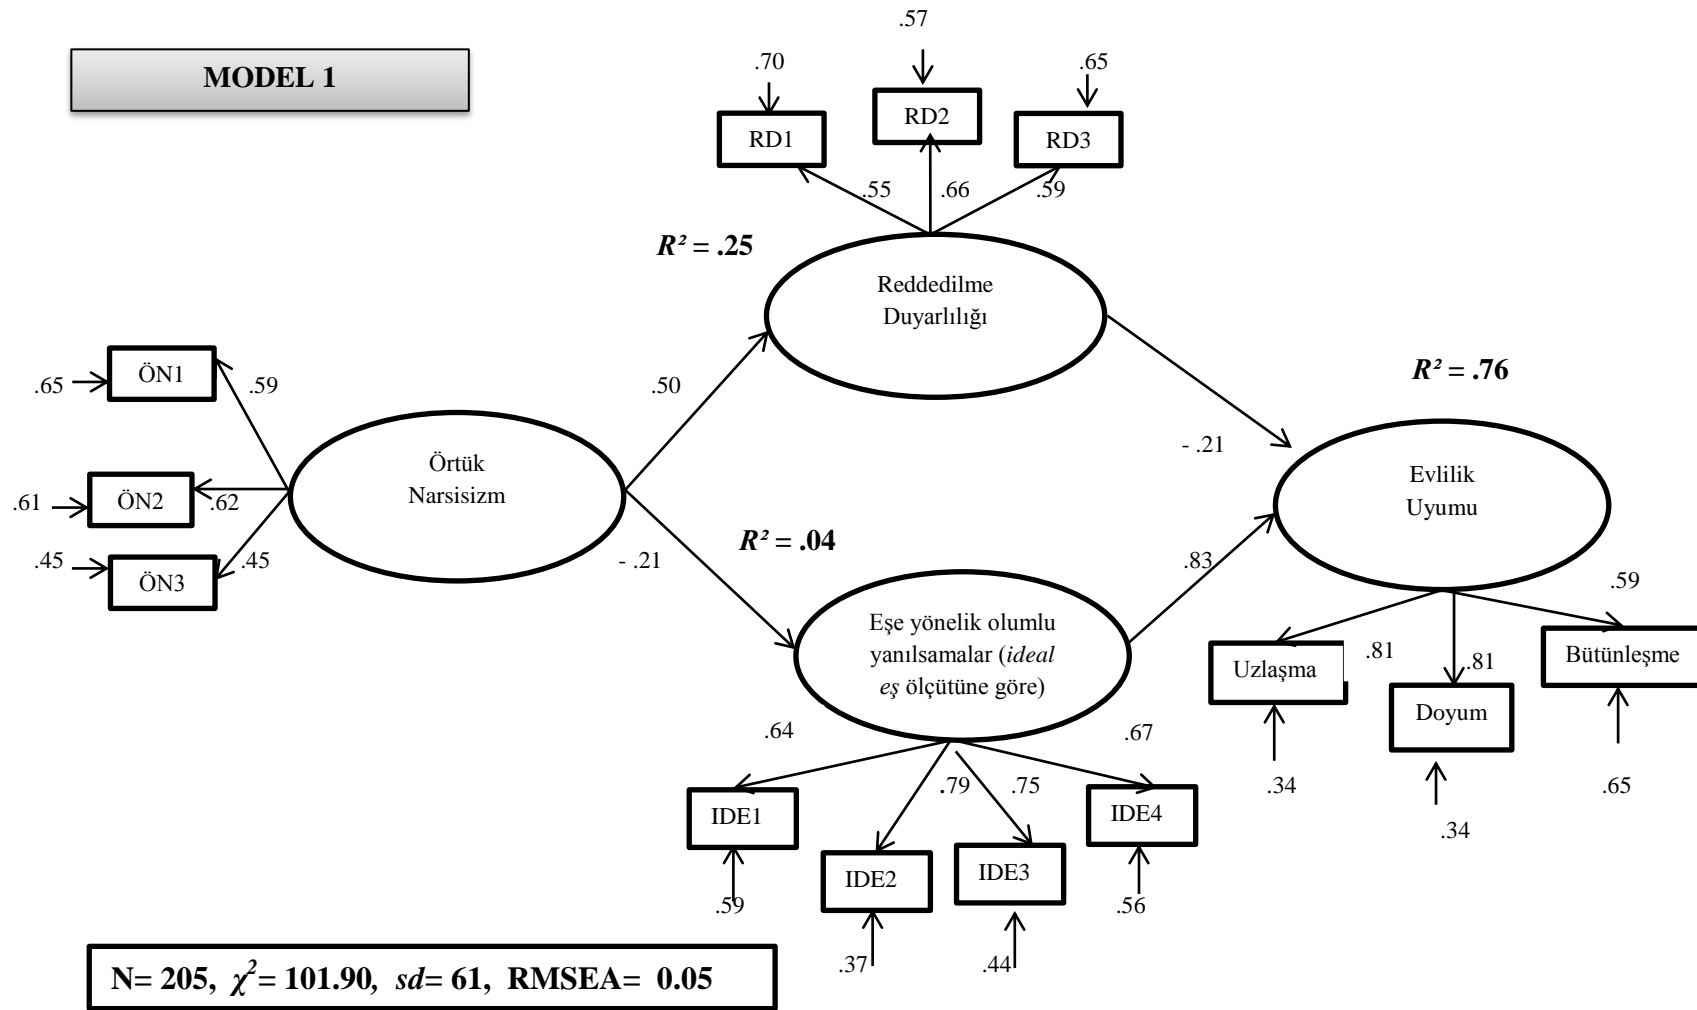 MODEL 1
.70
.57
.65
RD1
RD2
RD3
.55
.66
.59
R² = .25
Reddedilme
Duyarlılığı
.65
ÖN1
.59
.61
ÖN2
.62
.45
ÖN3
.45
Örtük
Narsisizm
.50
- .21
R² = .04
- .21
.83
R² = .76
Evlilik
Uyumu
Eşe yönelik olumlu
yanılsamalar (ideal
eş ölçütüne göre)
.64
.79
.75
.67
IDE1
IDE2
IDE3
IDE4
.59
.37
.44
.56
.81
.81
.59
Uzlaşma
Doyum
Bütünleşme
.34
.34
.65
N= 205, χ²= 101.90, sd= 61, RMSEA= 0.05